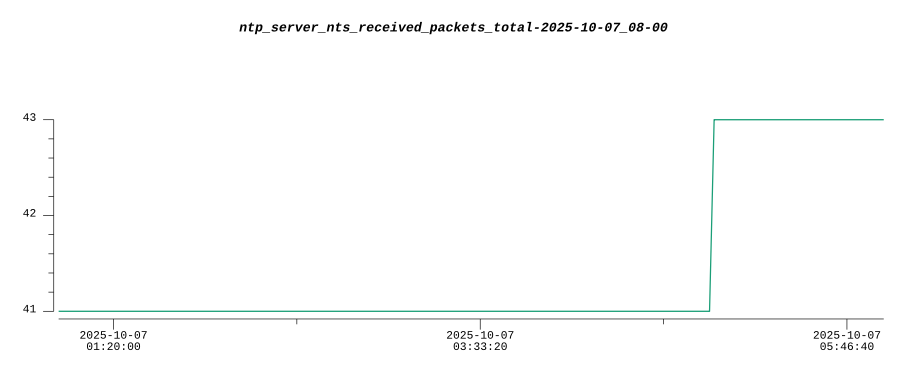 ntp_server_nts_received_packets_total-2025-10-07_08-00
43
42
41
2025-10-07 2025-10-07 2025-10-07
01:20:00 03:33:20 05:46:40